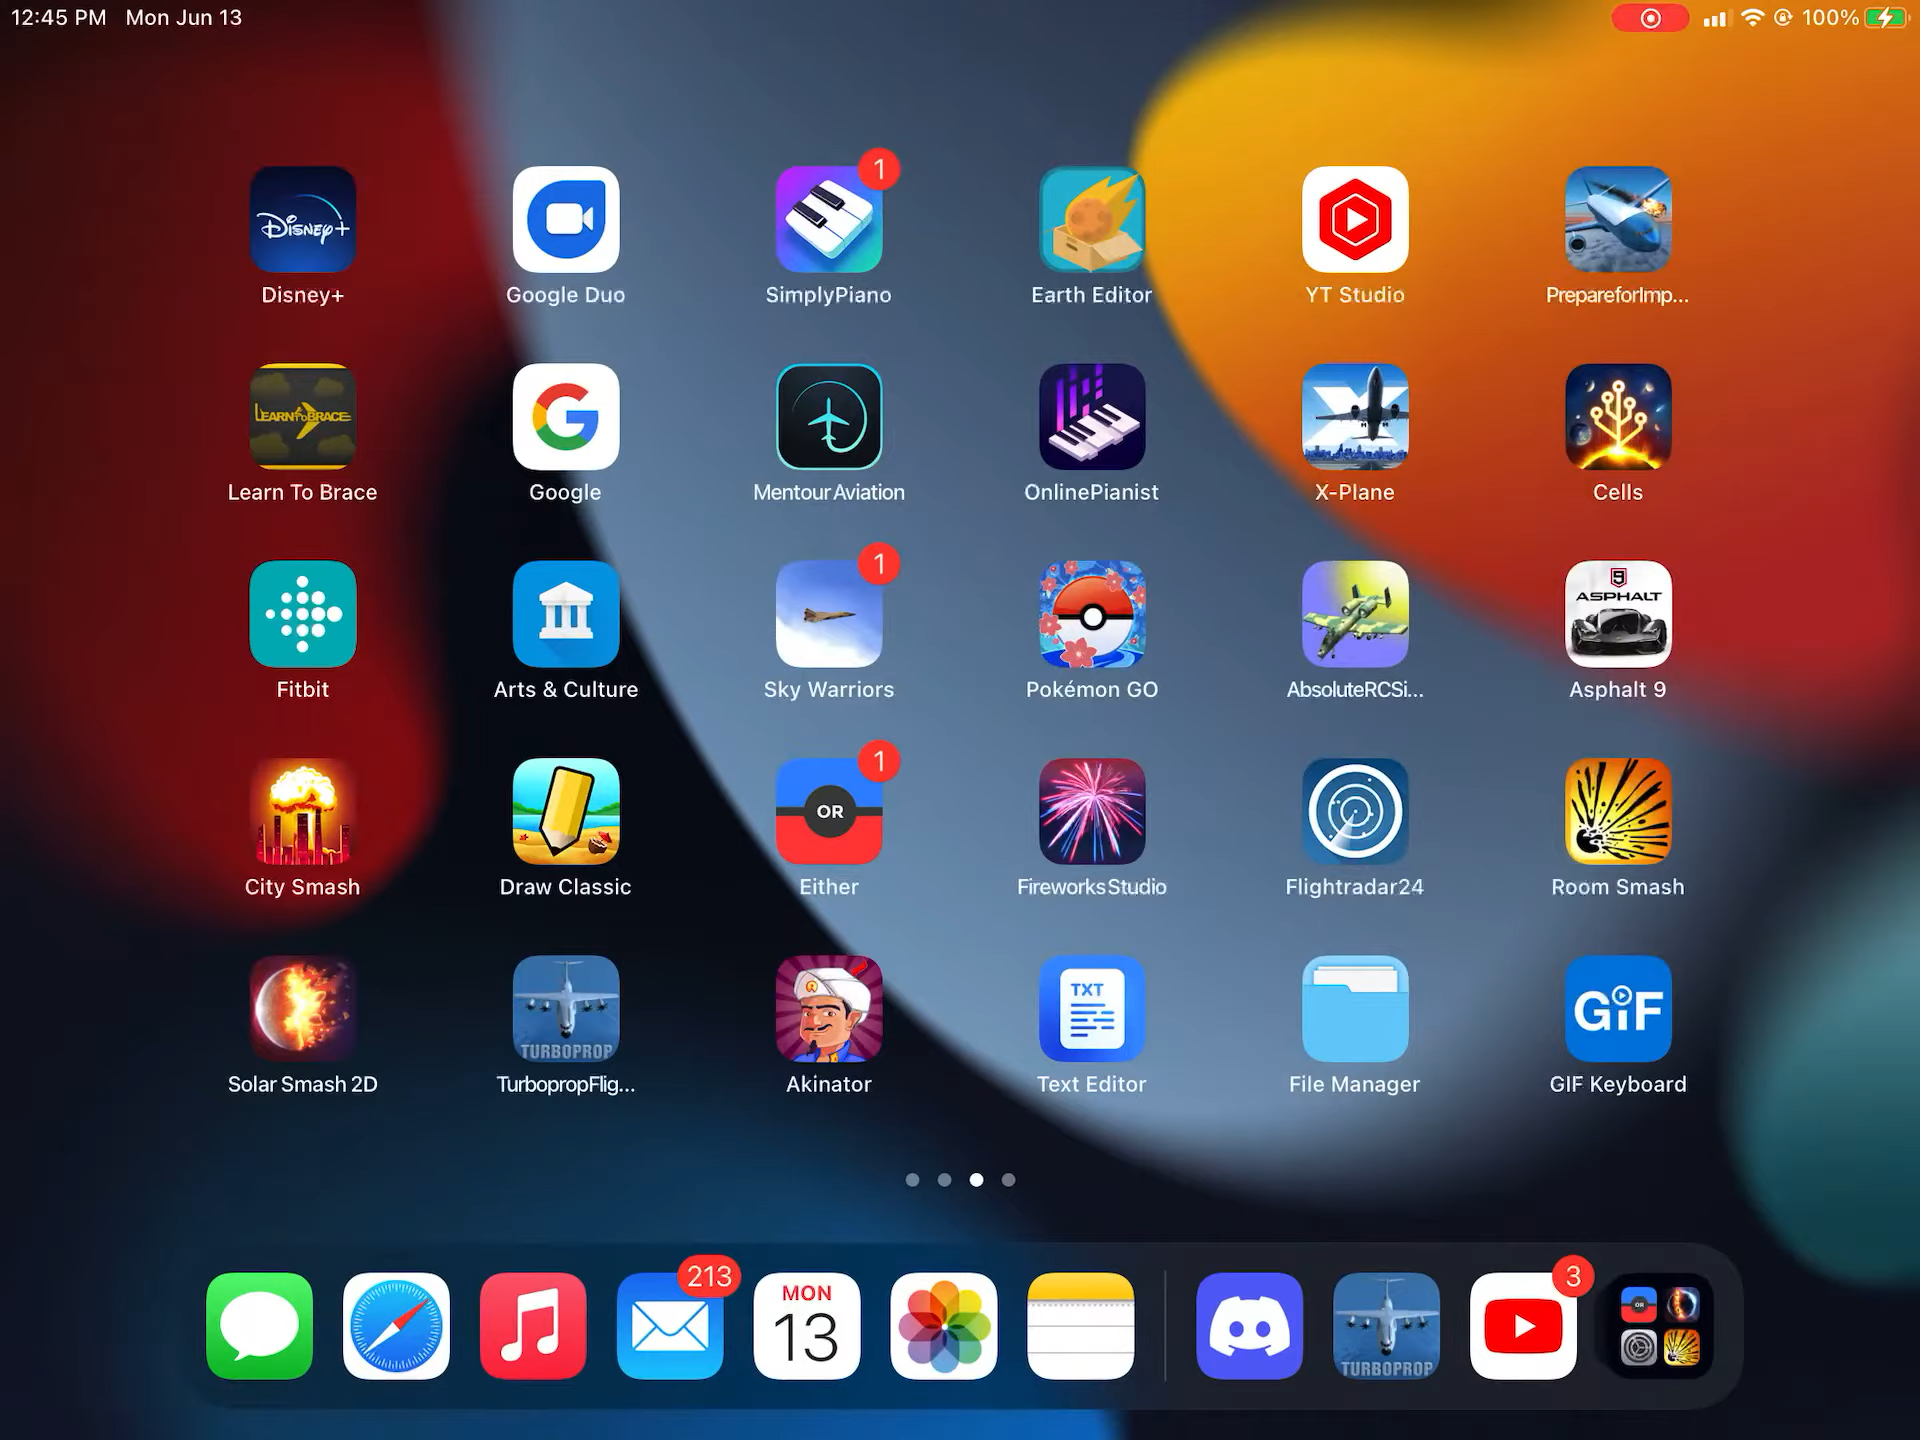 12:45 PM Mon Jun 13
100%
1
Disney+
Disney+ Google Duo SimplyPiano Earth Editor YT Studio PrepareforImp...
LEARNTOBRACE
Learn To Brace Google Mentour Aviation OnlinePianist X-Plane Cells
1
9
ASPHALT
Fitbit Arts & Culture Sky Warriors Pokémon GO AbsoluteRCSi... Asphalt 9
1
OR
City Smash Draw Classic Either FireworksStudio Flightradar24 Room Smash
TXT
GIF
TURBOPROP
Solar Smash 2D TurbopropFlig... Akinator Text Editor File Manager GIF Keyboard
213
3
MON
13
OR
TURBOPROP